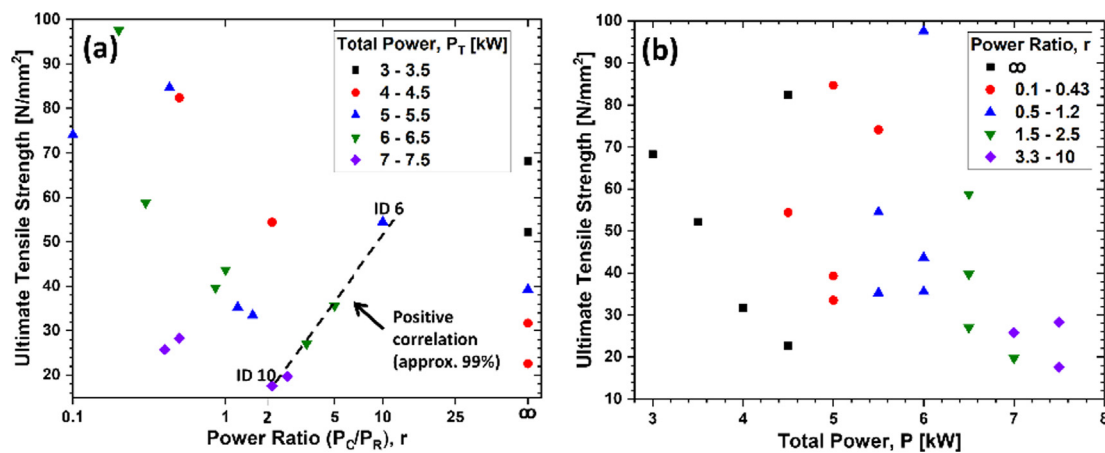 (a)
Total Power, P_T [kW]
3 - 3.5
4 - 4.5
5 - 5.5
6 - 6.5
7 - 7.5
Ultimate Tensile Strength [N/mm²]
100
90
80
70
60
50
40
30
20
ID 6
Positive
correlation
(approx. 99%)
ID 10
0.1 1 2 5 10 25 ∞
Power Ratio (P_C/P_R), r
(b)
Power Ratio, r
∞
0.1 - 0.43
0.5 - 1.2
1.5 - 2.5
3.3 - 10
Ultimate Tensile Strength [N/mm²]
100
90
80
70
60
50
40
30
20
10
3 4 5 6 7 8
Total Power, P [kW]